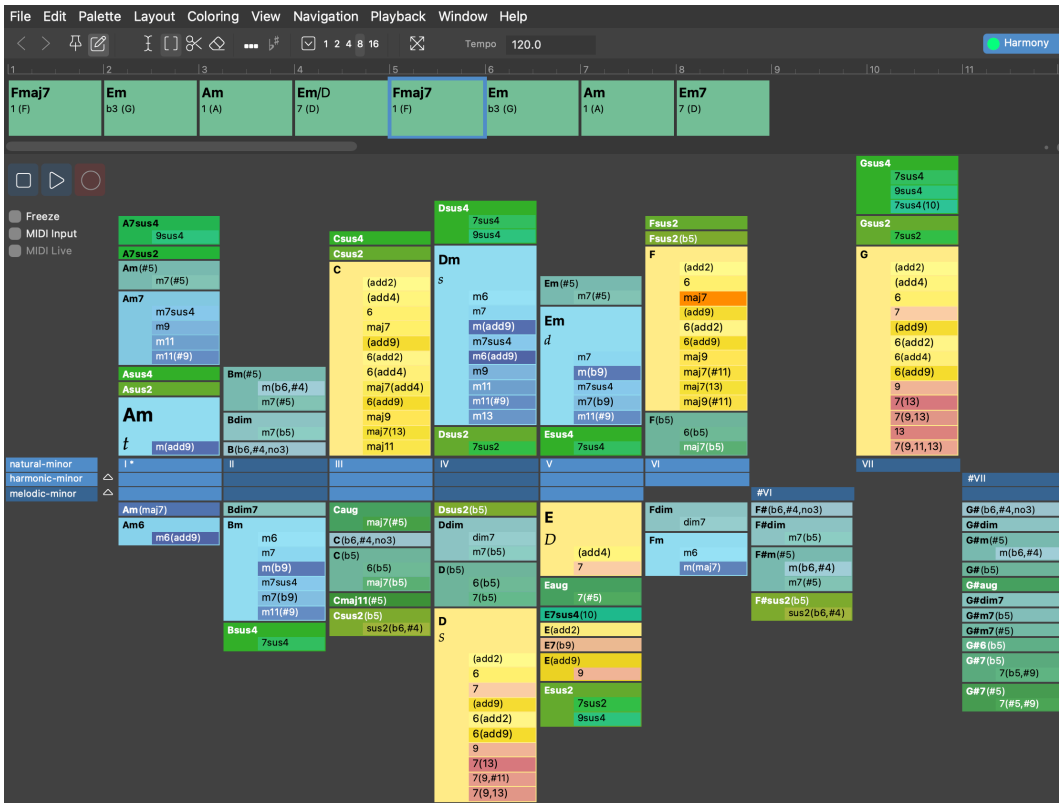 File Edit Palette Layout Coloring View Navigation Playback Window Help
1 2 4 8 16 Tempo 120.0 Harmony
1 2 3 4 5 6 7 8 9 10 11
Fmaj7 Em Am Em/D Fmaj7 Em Am Em7
1 (F) b3 (G) 1 (A) 7 (D) 1 (F) b3 (G) 1 (A) 7 (D)
Freeze
MIDI Input
MIDI Live
A7sus4
9sus4
A7sus2
Am(#5)
m7(#5)
Am7
m7sus4
m9
m11
m11(#9)
Asus4
Asus2
Am
t m(add9)
Bm(#5)
m(b6,#4)
m7(#5)
Bdim
m7(b5)
B(b6,#4,no3)
Csus4
Csus2
C
(add2)
(add4)
6
maj7
(add9)
6(add2)
6(add4)
maj7(add4)
6(add9)
maj9
maj7(13)
maj11
Dsus4
7sus4
9sus4
Dm
s
m6
m7
m(add9)
m7sus4
m6(add9)
m9
m11
m11(#9)
m13
Dsus2
7sus2
Em(#5)
m7(#5)
Em
d
m7
m(b9)
m7sus4
m7(b9)
m11(#9)
Esus4
7sus4
Fsus2
Fsus2(b5)
F
(add2)
6
maj7
(add9)
6(add2)
6(add9)
maj9
maj7(#11)
maj7(13)
maj9(#11)
F(b5)
6(b5)
maj7(b5)
Gsus4
7sus4
9sus4
7sus4(10)
Gsus2
7sus2
G
(add2)
(add4)
6
7
(add9)
6(add2)
6(add4)
6(add9)
9
7(13)
7(9,13)
13
7(9,11,13)
natural-minor I * II III IV V VI VII
harmonic-minor #VII
melodic-minor #VI
Am(maj7)
Am6
m6(add9)
Bdim7
Bm
m6
m7
m(b9)
m7sus4
m7(b9)
m11(#9)
Bsus4
7sus4
Caug
maj7(#5)
C(b6,#4,no3)
C(b5)
6(b5)
maj7(b5)
Cmaj11(#5)
Csus2(b5)
sus2(b6,#4)
Dsus2(b5)
Ddim
dim7
m7(b5)
D(b5)
6(b5)
7(b5)
D
s
(add2)
6
7
(add9)
6(add2)
6(add9)
9
7(13)
7(9,#11)
7(9,13)
E
D
(add4)
7
Eaug
7(#5)
E7sus4(10)
E(add2)
E7(b9)
E(add9)
9
Esus2
7sus2
9sus4
Fdim
dim7
Fm
m6
m(maj7)
F#(b6,#4,no3)
F#dim
m7(b5)
F#m(#5)
m(b6,#4)
m7(#5)
F#sus2(b5)
sus2(b6,#4)
G#(b6,#4,no3)
G#dim
G#m(#5)
m(b6,#4)
G#(b5)
G#aug
G#dim7
G#m7(b5)
G#m7(#5)
G#6(b5)
G#7(b5)
7(b5,#9)
G#7(#5)
7(#5,#9)